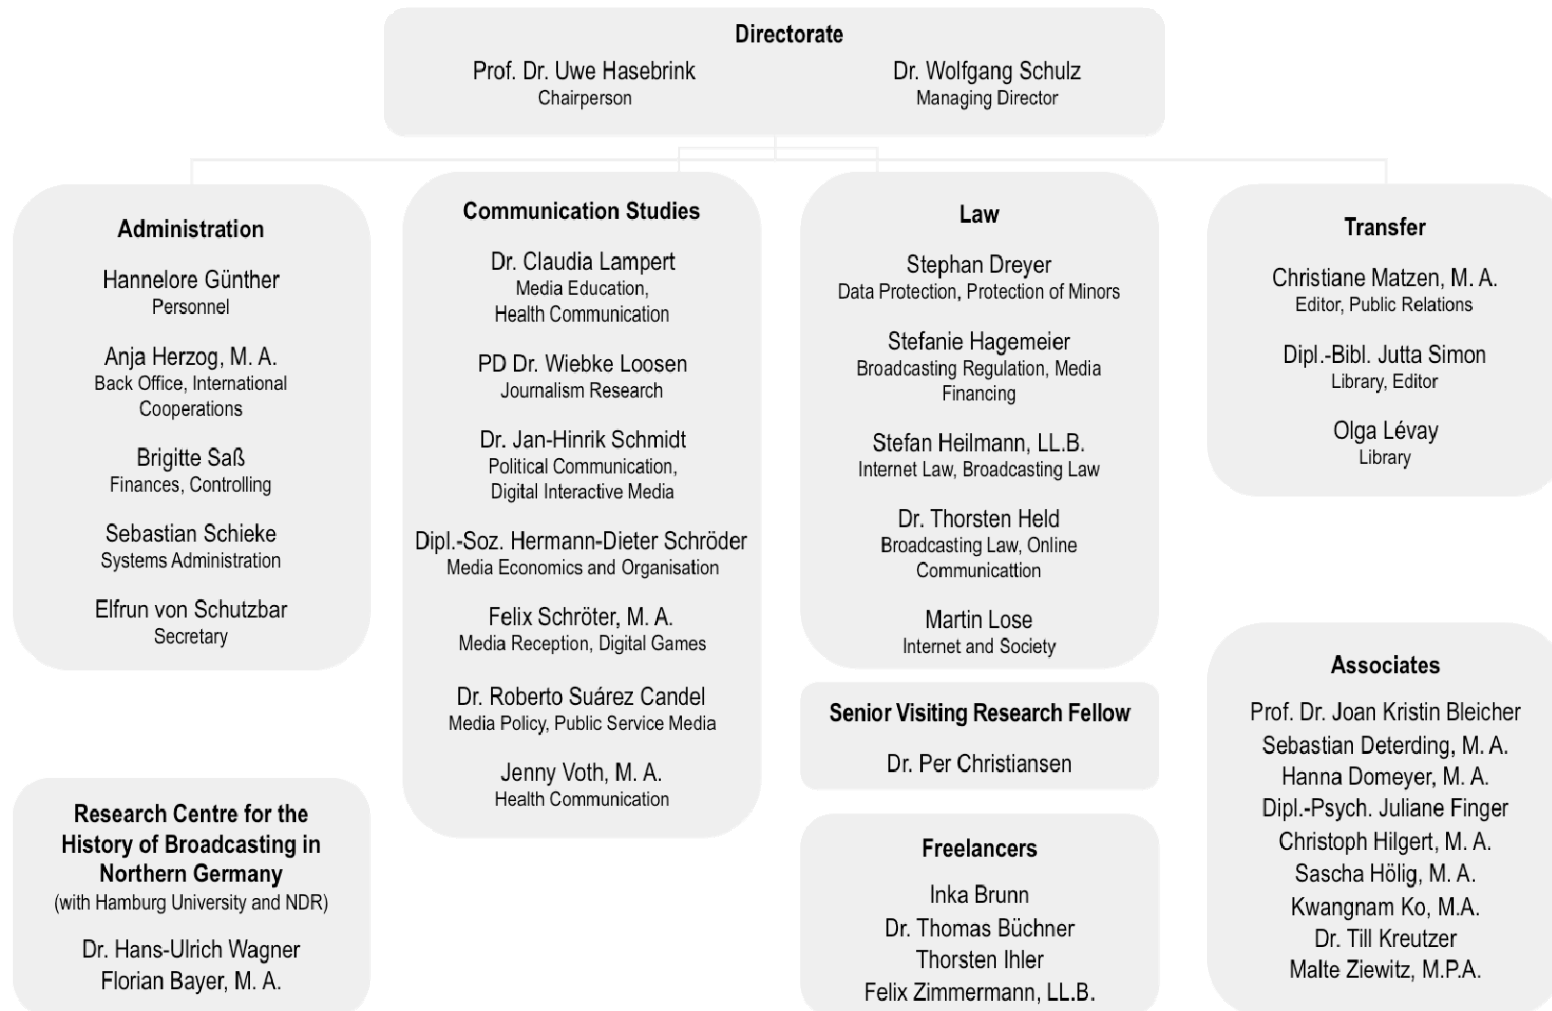 Directorate
Prof. Dr. Uwe Hasebrink
Chairperson
Dr. Wolfgang Schulz
Managing Director
Administration
Hannelore Günther
Personnel
Anja Herzog, M. A.
Back Office, International
Cooperations
Brigitte Saß
Finances, Controlling
Sebastian Schieke
Systems Administration
Elfrun von Schutzbar
Secretary
Research Centre for the
History of Broadcasting in
Northern Germany
(with Hamburg University and NDR)
Dr. Hans-Ulrich Wagner
Florian Bayer, M. A.
Communication Studies
Dr. Claudia Lampert
Media Education,
Health Communication
PD Dr. Wiebke Loosen
Journalism Research
Dr. Jan-Hinrik Schmidt
Political Communication,
Digital Interactive Media
Dipl.-Soz. Hermann-Dieter Schröder
Media Economics and Organisation
Felix Schröter, M. A.
Media Reception, Digital Games
Dr. Roberto Suárez Candel
Media Policy, Public Service Media
Jenny Voth, M. A.
Health Communication
Law
Stephan Dreyer
Data Protection, Protection of Minors
Stefanie Hagemeier
Broadcasting Regulation, Media
Financing
Stefan Heilmann, LL.B.
Internet Law, Broadcasting Law
Dr. Thorsten Held
Broadcasting Law, Online
Communicattion
Martin Lose
Internet and Society
Senior Visiting Research Fellow
Dr. Per Christiansen
Freelancers
Inka Brunn
Dr. Thomas Büchner
Thorsten Ihler
Felix Zimmermann, LL.B.
Transfer
Christiane Matzen, M. A.
Editor, Public Relations
Dipl.-Bibl. Jutta Simon
Library, Editor
Olga Lévay
Library
Associates
Prof. Dr. Joan Kristin Bleicher
Sebastian Deterding, M. A.
Hanna Domeyer, M. A.
Dipl.-Psych. Juliane Finger
Christoph Hilgert, M. A.
Sascha Hölig, M. A.
Kwangnam Ko, M.A.
Dr. Till Kreutzer
Malte Ziewitz, M.P.A.